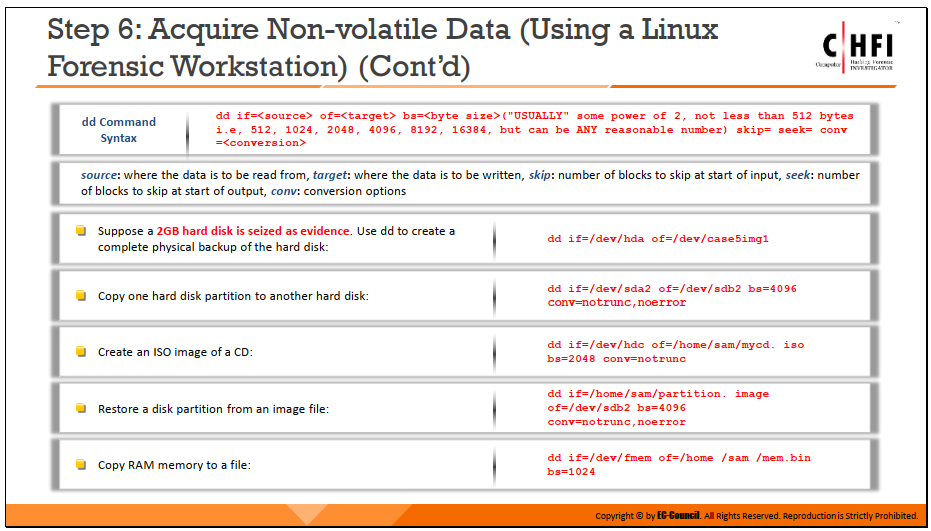 Step 6: Acquire Non-volatile Data (Using a Linux
Forensic Workstation) (Cont’d)
CHFI
Computer Hacking Forensic
INVESTIGATOR
dd Command
Syntax
dd if=<source> of=<target> bs=<byte size>("USUALLY" some power of 2, not less than 512 bytes
i.e, 512, 1024, 2048, 4096, 8192, 16384, but can be ANY reasonable number) skip= seek= conv
=<conversion>
source: where the data is to be read from, target: where the data is to be written, skip: number of blocks to skip at start of input, seek: number
of blocks to skip at start of output, conv: conversion options
Suppose a 2GB hard disk is seized as evidence. Use dd to create a
complete physical backup of the hard disk:
dd if=/dev/hda of=/dev/case5img1
Copy one hard disk partition to another hard disk:
dd if=/dev/sda2 of=/dev/sdb2 bs=4096
conv=notrunc,noerror
Create an ISO image of a CD:
dd if=/dev/hdc of=/home/sam/mycd. iso
bs=2048 conv=notrunc
Restore a disk partition from an image file:
dd if=/home/sam/partition. image
of=/dev/sdb2 bs=4096
conv=notrunc,noerror
Copy RAM memory to a file:
dd if=/dev/fmem of=/home /sam /mem.bin
bs=1024
Copyright © by EC-Council. All Rights Reserved. Reproduction is Strictly Prohibited.